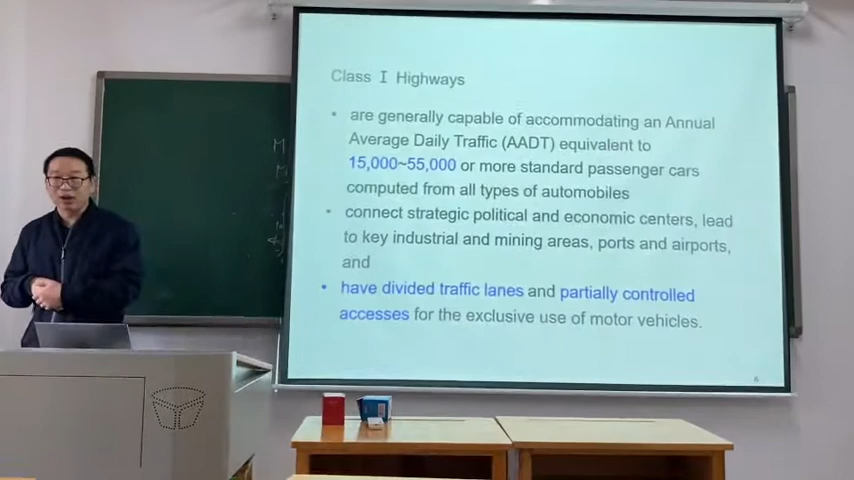 Class I Highways
• are generally capable of accommodating an Annual
Average Daily Traffic (AADT) equivalent to
15,000~55,000 or more standard passenger cars
computed from all types of automobiles
• connect strategic political and economic centers, lead
to key industrial and mining areas, ports and airports,
and
• have divided traffic lanes and partially controlled
accesses for the exclusive use of motor vehicles.
6